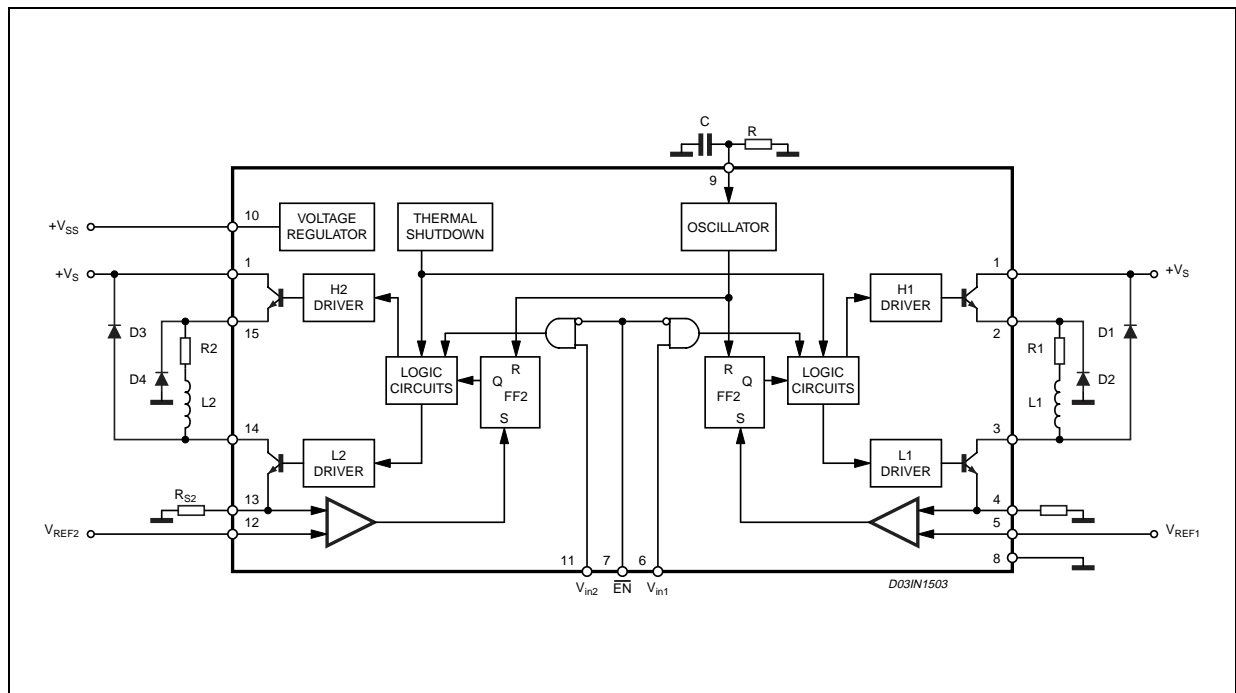 C
R
9
+VSS
10
VOLTAGE
REGULATOR
THERMAL
SHUTDOWN
OSCILLATOR
+VS
1
H2
DRIVER
H1
DRIVER
1
+VS
D3
15
R2
D4
L2
2
R1
D1
D2
L1
LOGIC
CIRCUITS
R
Q
FF2
S
R
Q
FF2
S
LOGIC
CIRCUITS
14
L2
DRIVER
L1
DRIVER
3
RS2
13
4
VREF2
12
5
VREF1
11
7
6
8
Vin2
E̅N̅
Vin1
D03IN1503